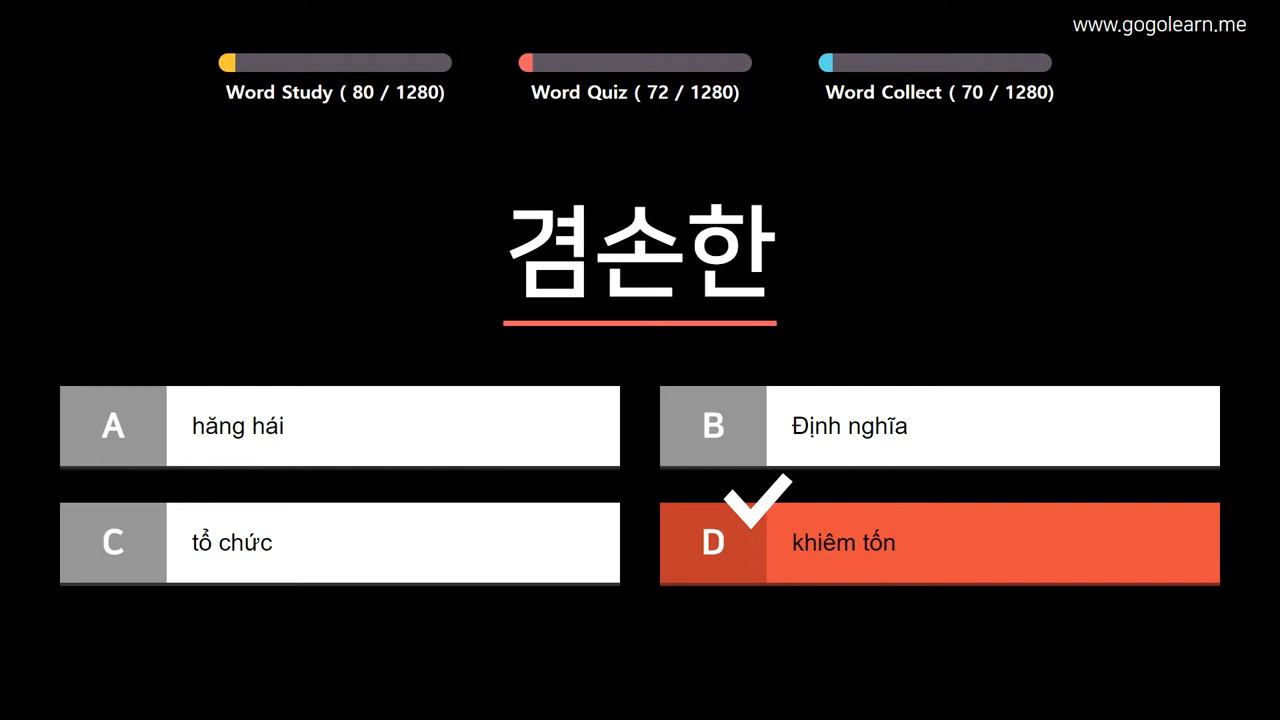 www.gogolearn.me
Word Study ( 80 / 1280)
Word Quiz ( 72 / 1280)
Word Collect ( 70 / 1280)
겸손한
A hăng hái
B Định nghĩa
C tổ chức
D khiêm tốn